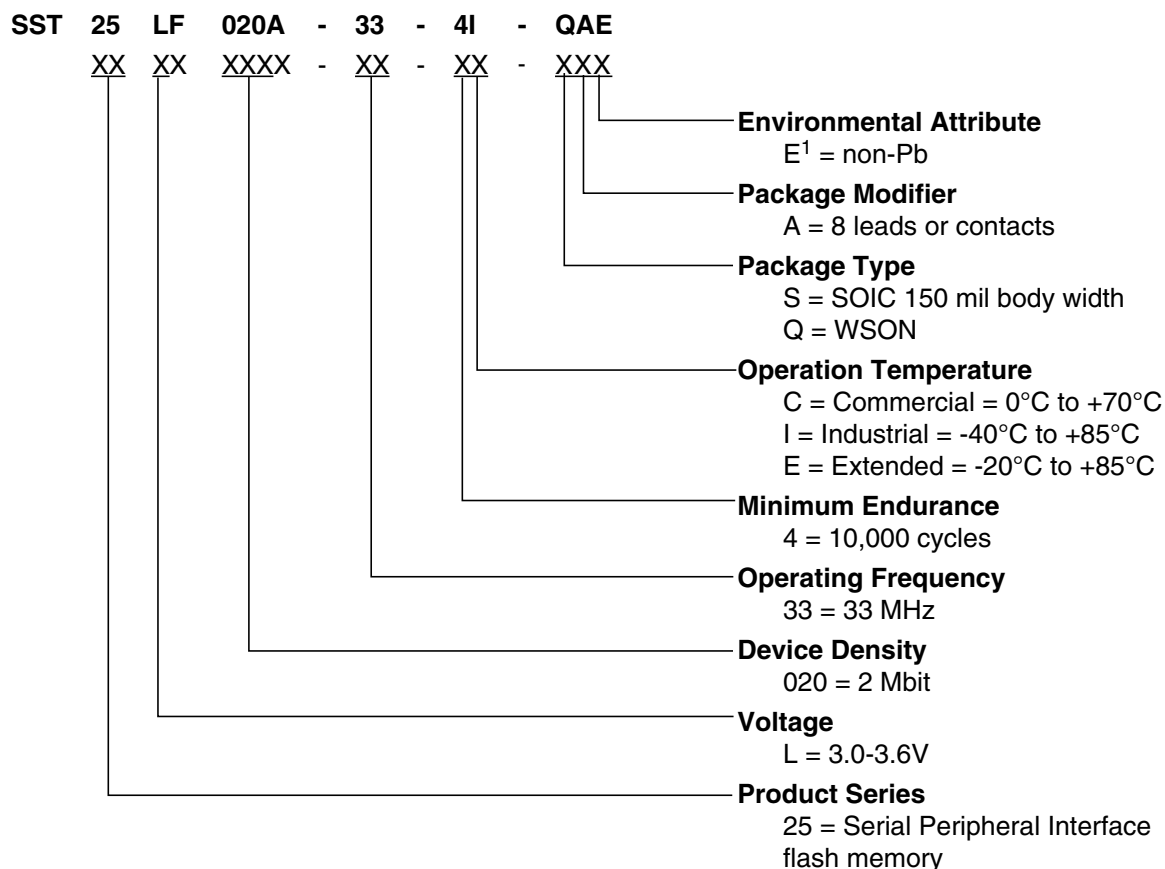 SST 25 LF 020A - 33 - 4I - QAE
XX XX XXXX - XX - XX - XXX
Environmental Attribute
E1 = non-Pb
Package Modifier
A = 8 leads or contacts
Package Type
S = SOIC 150 mil body width
Q = WSON
Operation Temperature
C = Commercial = 0°C to +70°C
I = Industrial = -40°C to +85°C
E = Extended = -20°C to +85°C
Minimum Endurance
4 = 10,000 cycles
Operating Frequency
33 = 33 MHz
Device Density
020 = 2 Mbit
Voltage
L = 3.0-3.6V
Product Series
25 = Serial Peripheral Interface
flash memory